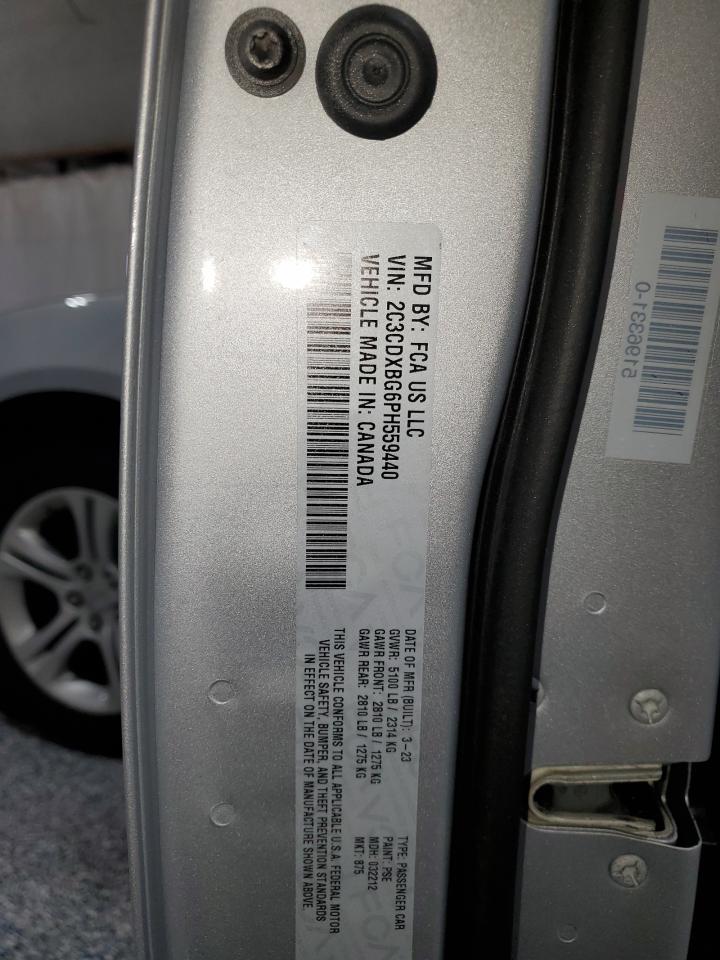 MFD BY: FCA US LLC
VIN: 2C3CDXBG6PH559440
VEHICLE MADE IN: CANADA
DATE OF MFR (BUILT): 3-23
GVWR: 5100 LB / 2314 KG
GAWR FRONT: 2810 LB / 1275 KG
GAWR REAR: 2810 LB / 1275 KG
TYPE: PASSENGER CAR
PAINT: PSE
MDH: 032212
MKT: 875
THIS VEHICLE CONFORMS TO ALL APPLICABLE U.S.A. FEDERAL MOTOR
VEHICLE SAFETY, BUMPER, AND THEFT PREVENTION STANDARDS
IN EFFECT ON THE DATE OF MANUFACTURE SHOWN ABOVE.
5196331-0